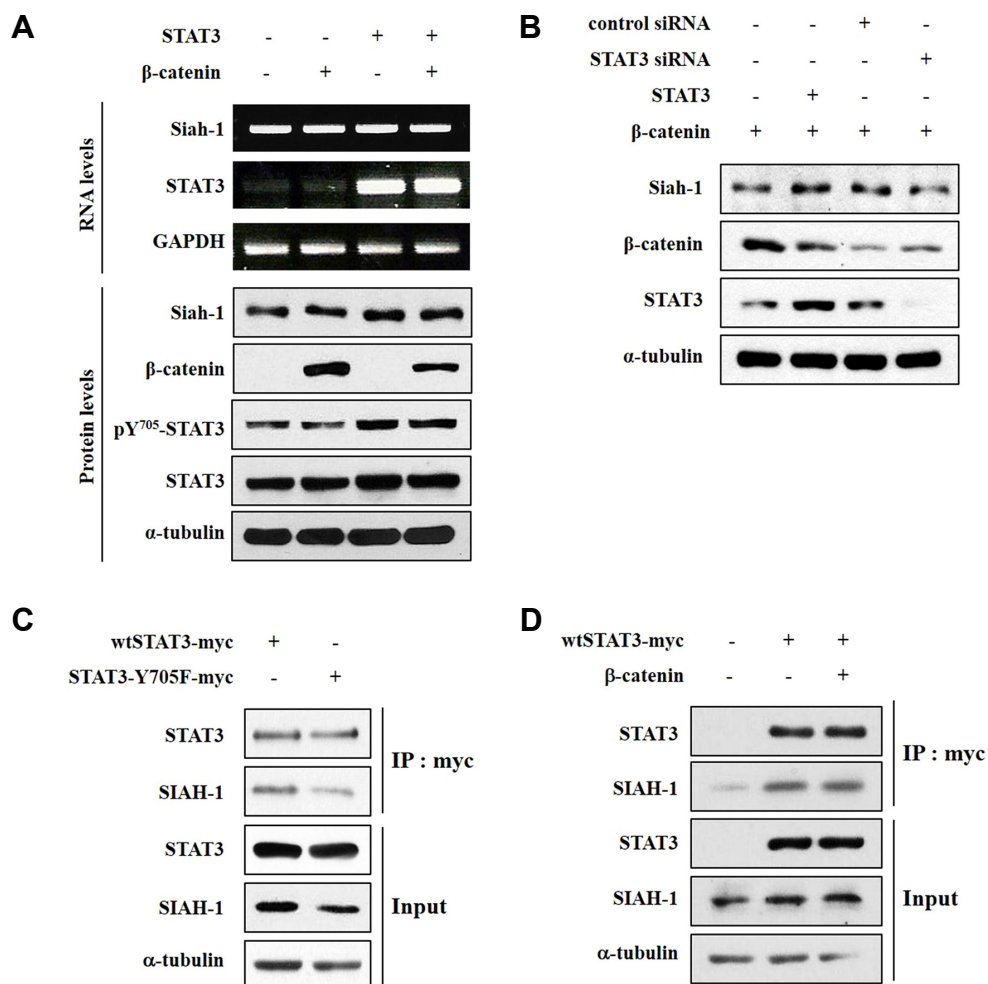 A
STAT3 - - + +
β-catenin - + - +
RNA levels
Siah-1
STAT3
GAPDH
Protein levels
Siah-1
β-catenin
pY705-STAT3
STAT3
α-tubulin
B
control siRNA - - + -
STAT3 siRNA - - - +
STAT3 - + - -
β-catenin + + + +
Siah-1
β-catenin
STAT3
α-tubulin
C
wtSTAT3-myc + -
STAT3-Y705F-myc - +
STAT3
SIAH-1
IP : myc
STAT3
SIAH-1
α-tubulin
Input
D
wtSTAT3-myc - + +
β-catenin - - +
STAT3
SIAH-1
IP : myc
STAT3
SIAH-1
α-tubulin
Input